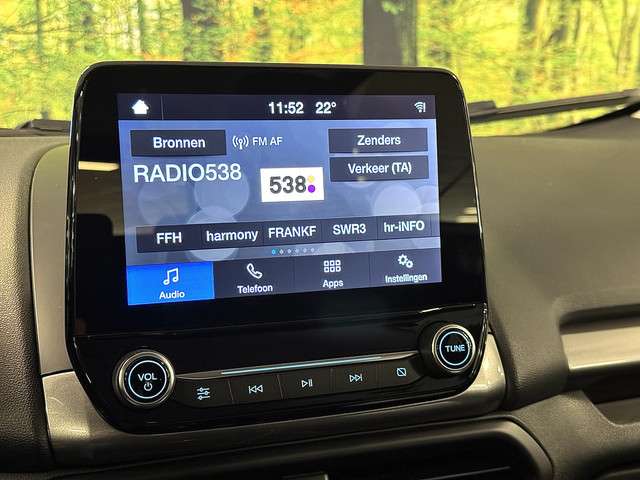 11:52 22°
Bronnen FM AF Zenders
RADIO538 538 Verkeer (TA)
FFH harmony FRANKF SWR3 hr-iNFO
Audio Telefoon Apps Instellingen
VOL TUNE